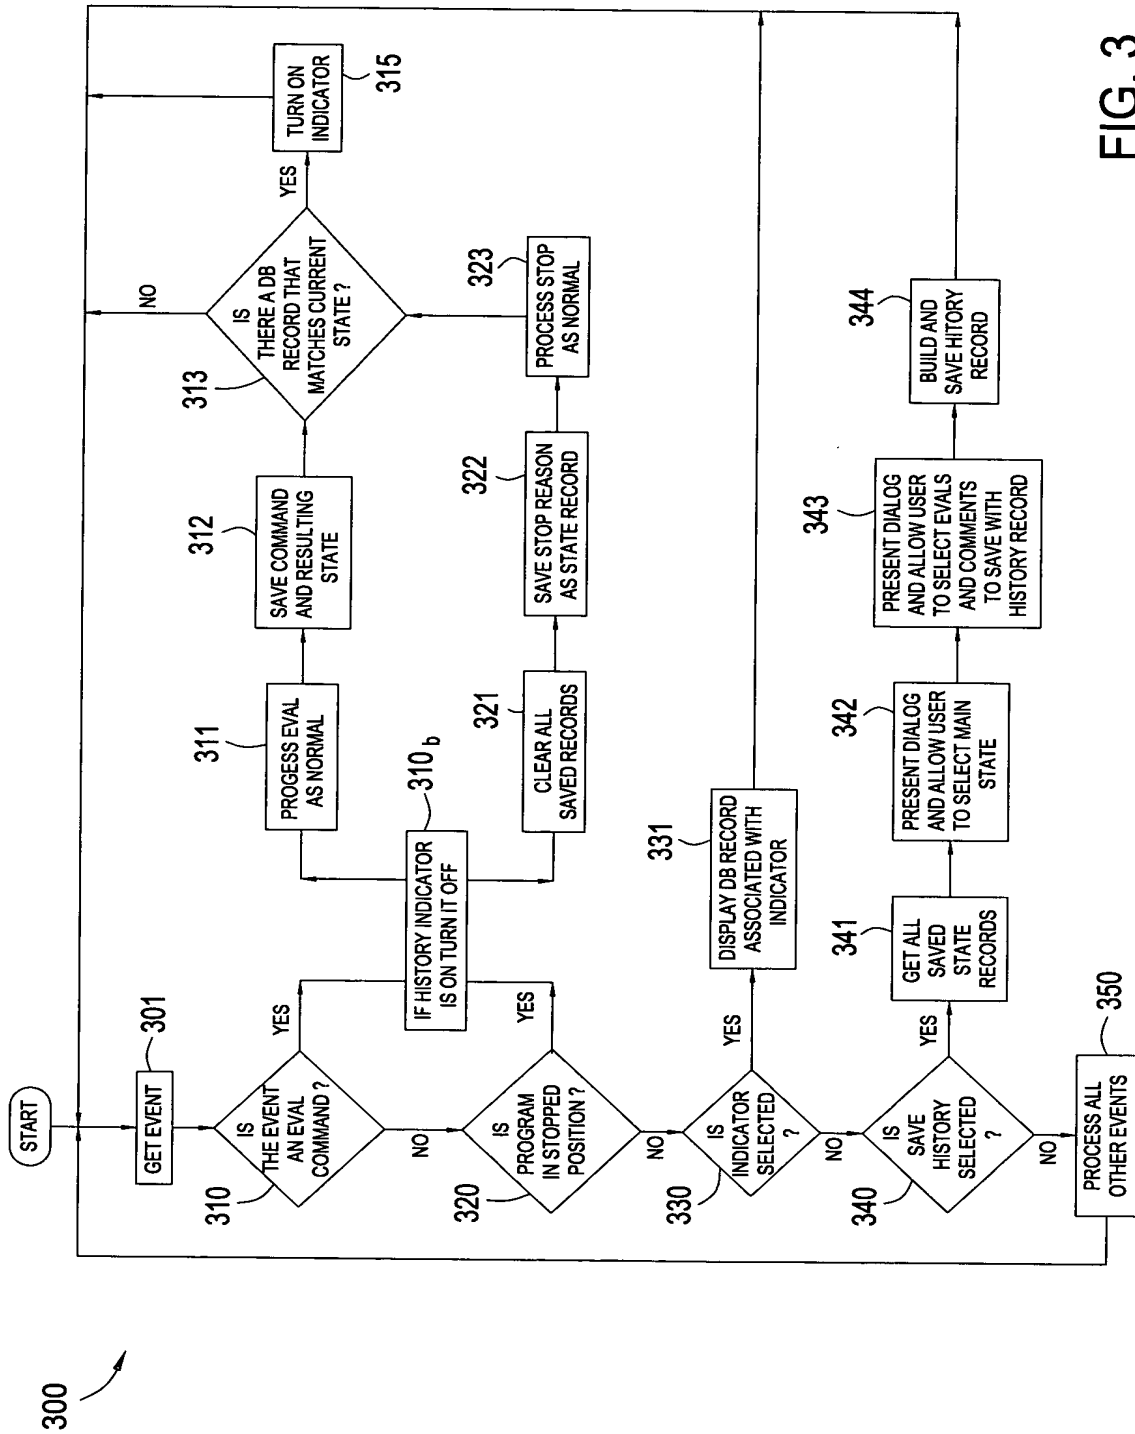 300
START
301
GET EVENT
310
IS
THE EVENT
AN EVAL
COMMAND ?
YES
NO
310 b
IF HISTORY INDICATOR
IS ON TURN IT OFF
311
PROGESS EVAL
AS NORMAL
312
SAVE COMMAND
AND RESULTING
STATE
313
IS
THERE A DB
RECORD THAT
MATCHES CURRENT
STATE ?
NO
YES
315
TURN ON
INDICATOR
320
IS
PROGRAM
IN STOPPED
POSITION ?
YES
NO
321
CLEAR ALL
SAVED RECORDS
322
SAVE STOP REASON
AS STATE RECORD
323
PROCESS STOP
AS NORMAL
330
IS
INDICATOR
SELECTED
?
YES
NO
331
DISPLAY DB RECORD
ASSOCIATED WITH
INDICATOR
340
IS
SAVE
HISTORY
SELECTED
?
YES
NO
341
GET ALL
SAVED
STATE
RECORDS
342
PRESENT DIALOG
AND ALLOW USER
TO SELECT MAIN
STATE
343
PRESENT DIALOG
AND ALLOW USER
TO SELECT EVALS
AND COMMENTS
TO SAVE WITH
HISTORY RECORD
344
BUILD AND
SAVE HITORY
RECORD
350
PROCESS ALL
OTHER EVENTS
FIG. 3